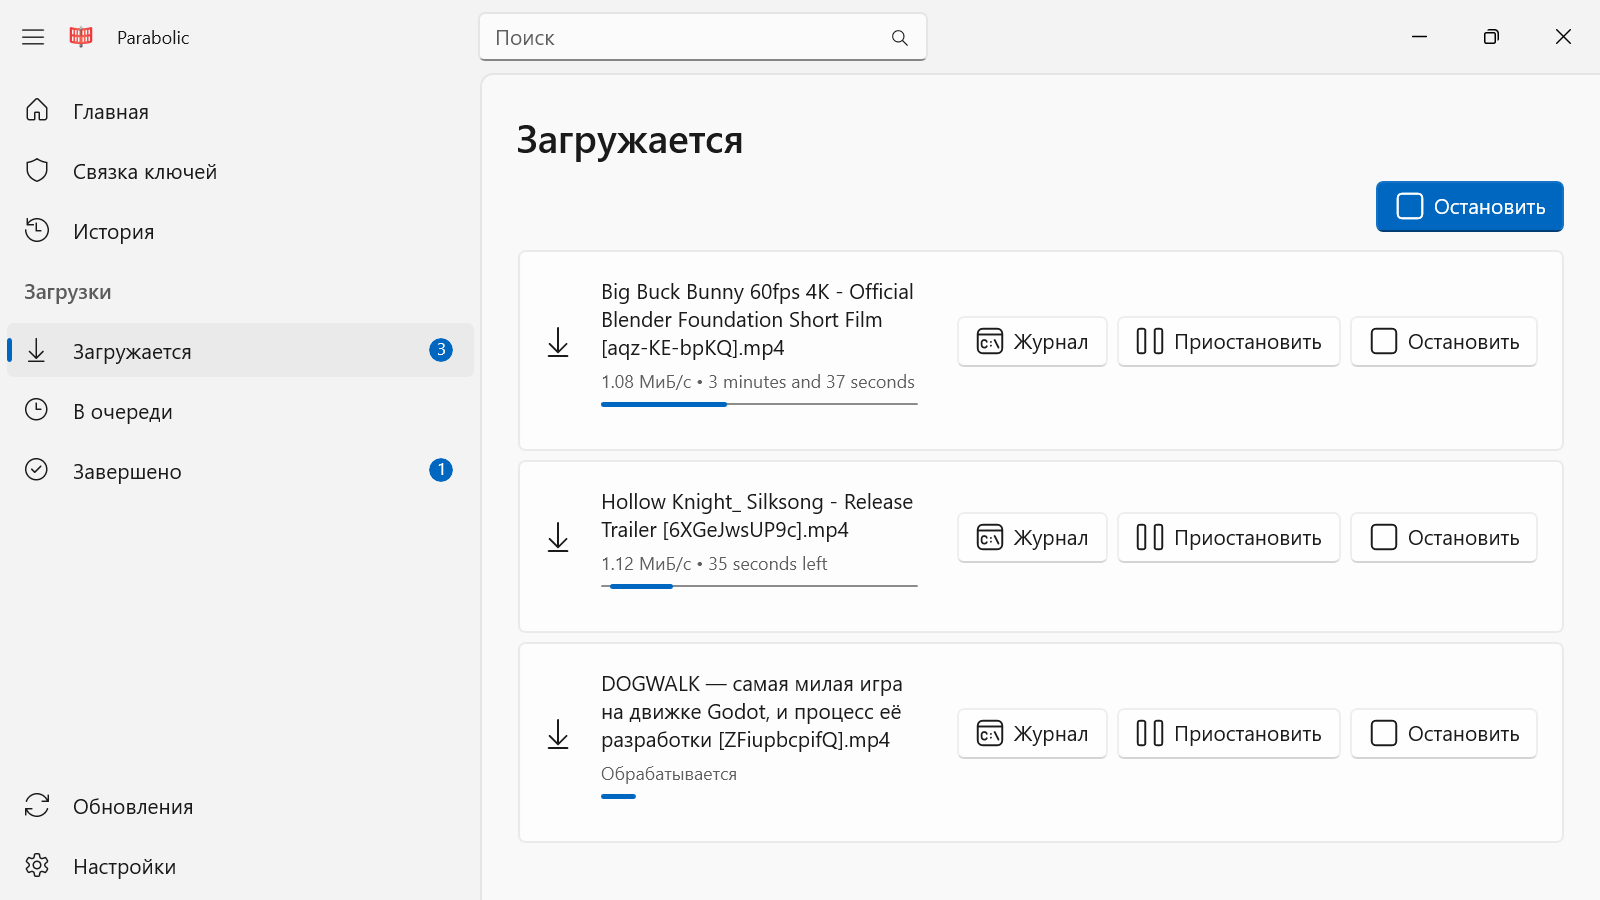 Parabolic
Поиск
Главная
Связка ключей
История
Загрузки
Загружается 3
В очереди
Завершено 1
Обновления
Настройки
Загружается
Остановить
Big Buck Bunny 60fps 4K - Official
Blender Foundation Short Film
[aqz-KE-bpKQ].mp4
1.08 МиБ/с • 3 minutes and 37 seconds
Журнал Приостановить Остановить
Hollow Knight_ Silksong - Release
Trailer [6XGeJwsUP9c].mp4
1.12 МиБ/с • 35 seconds left
Журнал Приостановить Остановить
DOGWALK — самая милая игра
на движке Godot, и процесс её
разработки [ZFiupbcpifQ].mp4
Обрабатывается
Журнал Приостановить Остановить